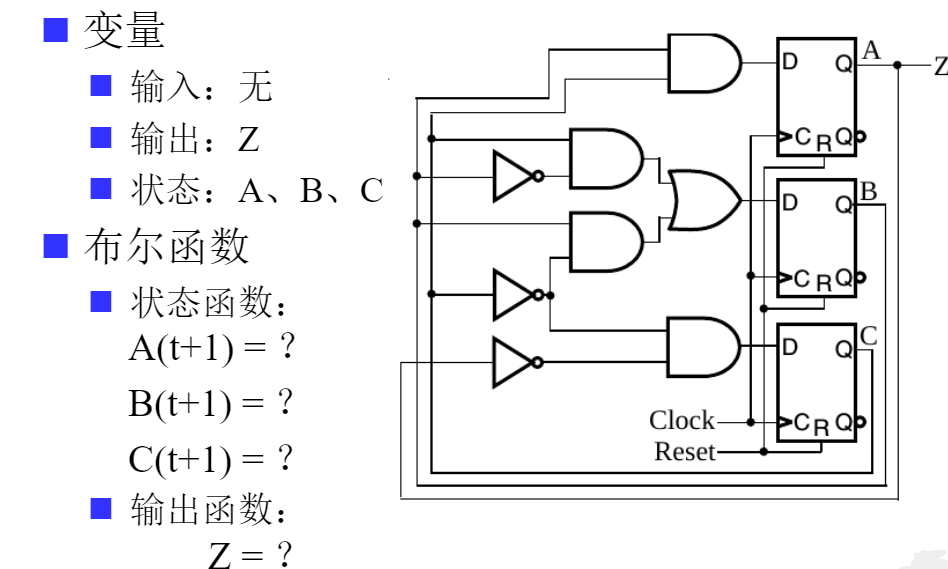 变量
输入：无
输出：Z
状态：A、B、C
布尔函数
状态函数：
A(t+1) = ？
B(t+1) = ？
C(t+1) = ？
输出函数：
Z = ？
D Q A
Z
C R Q
D Q B
C R Q
D Q C
C R Q
Clock
Reset